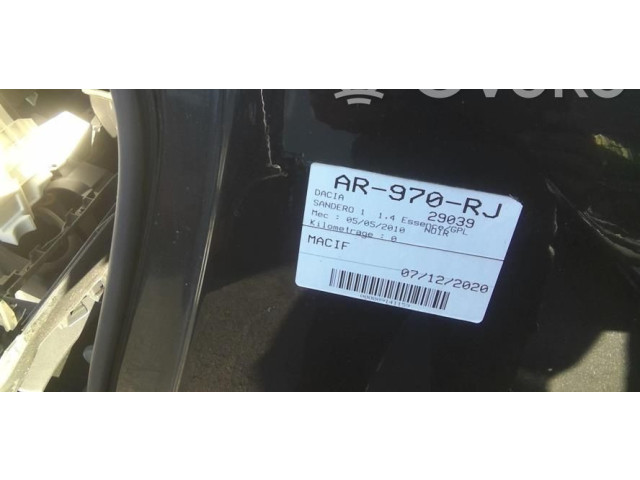 AR-970-RJ
DACIA 29039
SANDERO 1 1.4 Essence/GPL
Mec : 05/05/2010 NOIR
Kilometrage : 0
MACIF
07/12/2020